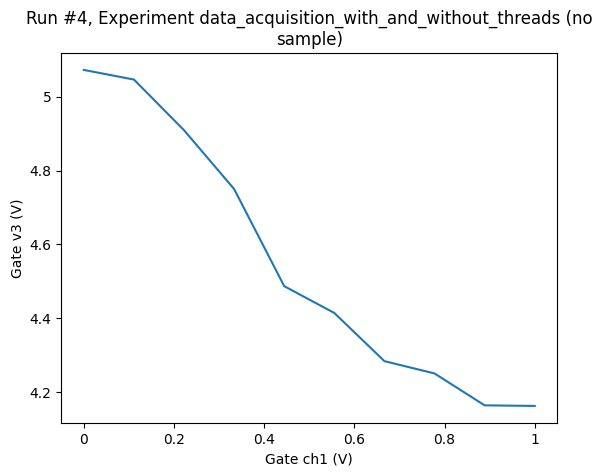 Run #4, Experiment data_acquisition_with_and_without_threads (no
sample)
Gate v3 (V)
5
4.8
4.6
4.4
4.2
0
0.2
0.4
0.6
0.8
1
Gate ch1 (V)